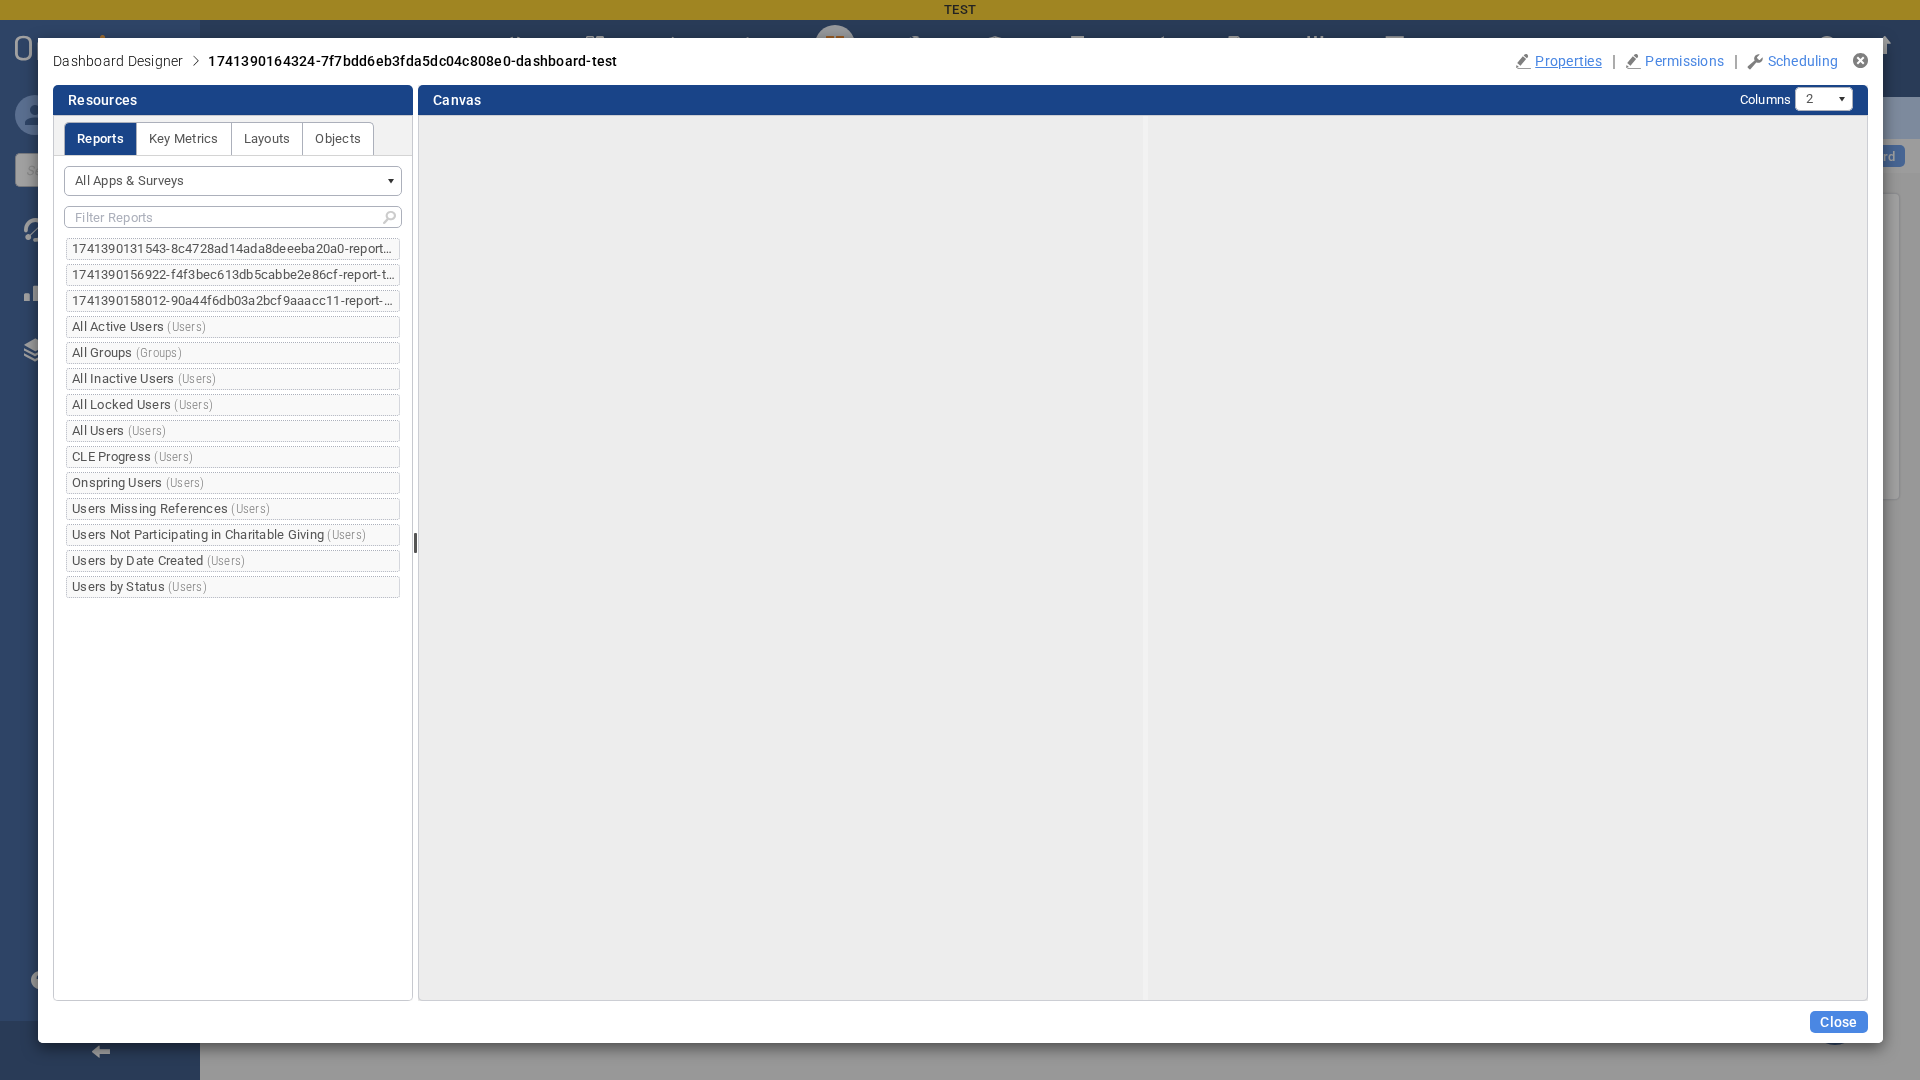 TEST
Dashboard Designer > 1741390164324-7f7bdd6eb3fda5dc04c808e0-dashboard-test
Properties | Permissions | Scheduling
Resources
Canvas
Columns 2
Reports Key Metrics Layouts Objects
All Apps & Surveys
Filter Reports
1741390131543-8c4728ad14ada8deeeba20a0-report...
1741390156922-f4f3bec613db5cabbe2e86cf-report-t...
1741390158012-90a44f6db03a2bcf9aaacc11-report-...
All Active Users (Users)
All Groups (Groups)
All Inactive Users (Users)
All Locked Users (Users)
All Users (Users)
CLE Progress (Users)
Onspring Users (Users)
Users Missing References (Users)
Users Not Participating in Charitable Giving (Users)
Users by Date Created (Users)
Users by Status (Users)
Close